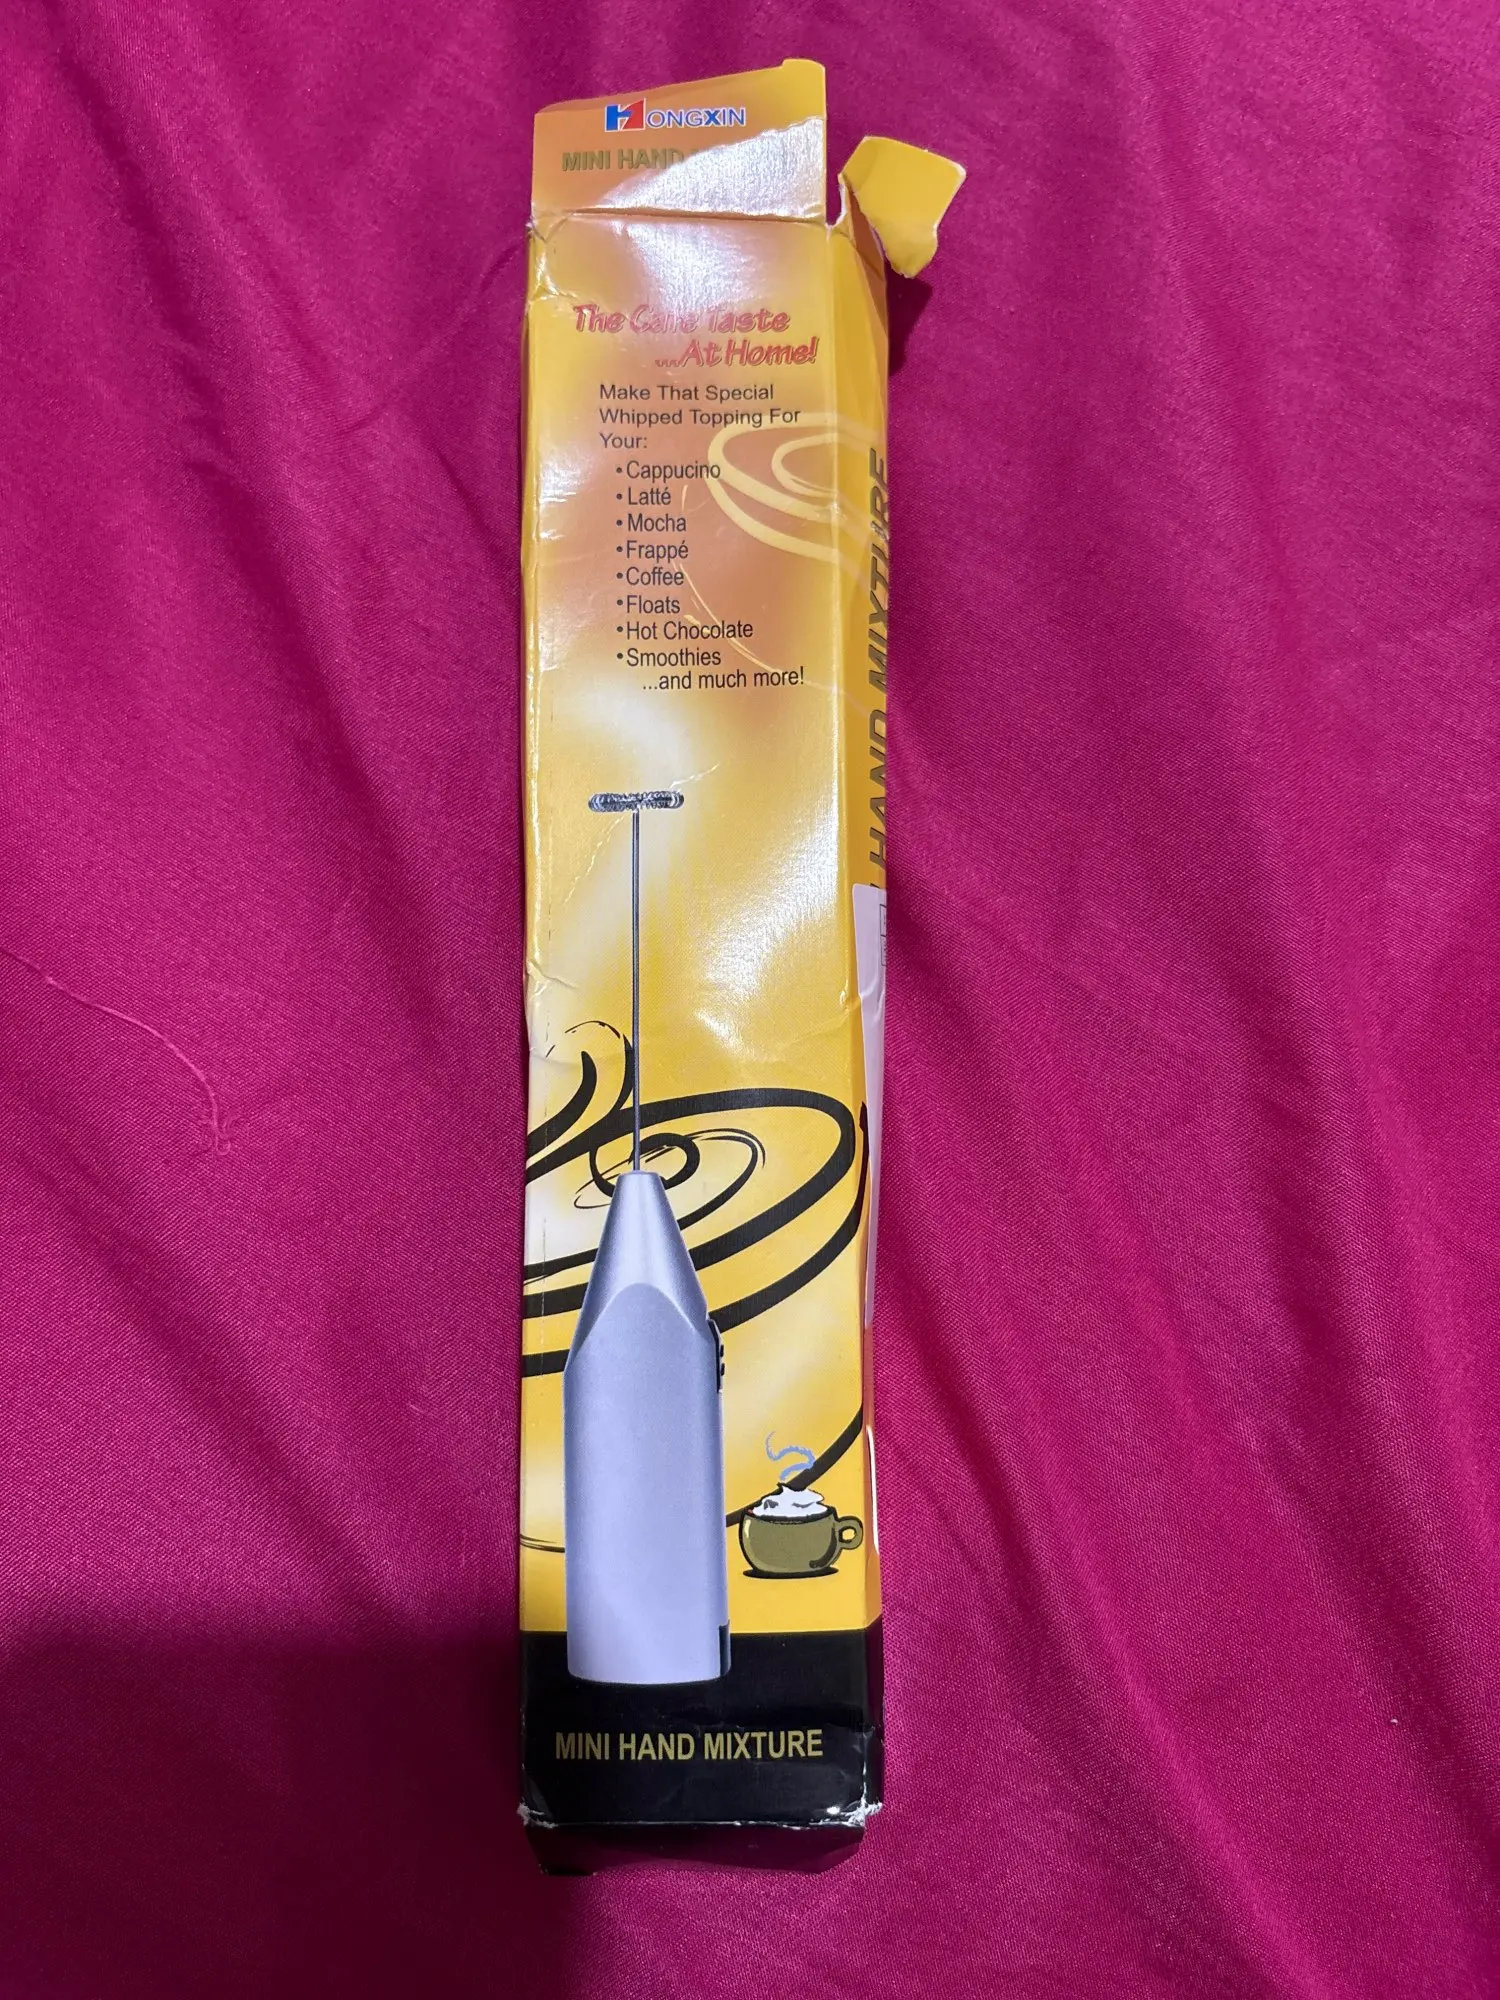 HONGXIN
MINI HAND
The Café Taste
...At Home!
Make That Special
Whipped Topping For
Your:
•Cappucino
•Latté
•Mocha
•Frappé
•Coffee
•Floats
•Hot Chocolate
•Smoothies
...and much more!
MINI HAND MIXTURE
HAND MIXTURE